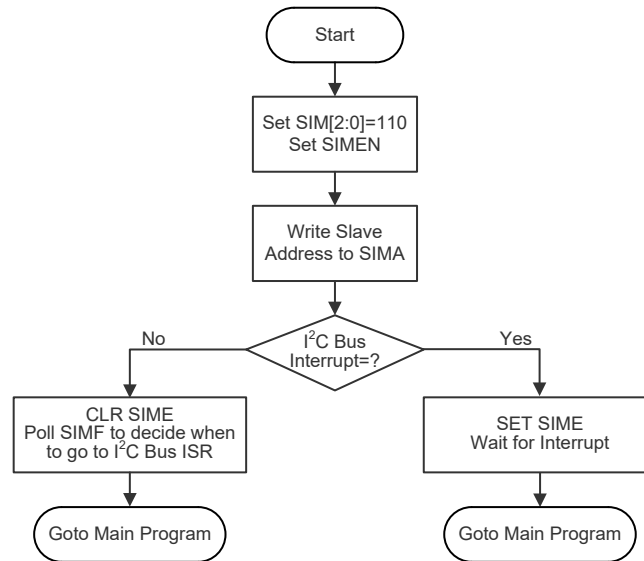 Start
Set SIM[2:0]=110
Set SIMEN
Write Slave
Address to SIMA
I²C Bus
Interrupt=?
No
Yes
CLR SIME
Poll SIMF to decide when
to go to I²C Bus ISR
SET SIME
Wait for Interrupt
Goto Main Program
Goto Main Program